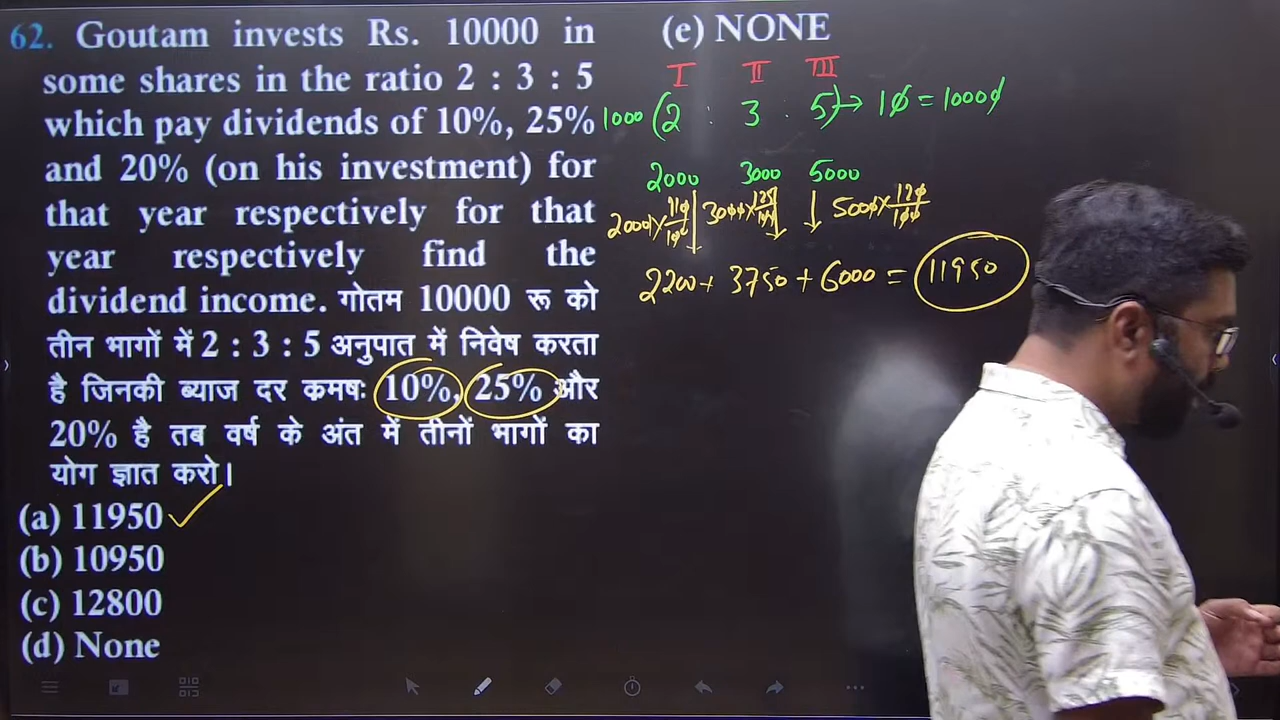 62. Goutam invests Rs. 10000 in
some shares in the ratio 2 : 3 : 5
which pay dividends of 10%, 25%
and 20% (on his investment) for
that year respectively for that
year respectively find the
dividend income. गोतम 10000 रू को
तीन भागों में 2 : 3 : 5 अनुपात में निवेष करता
है जिनकी ब्याज दर क्रमषः 10%, 25% और
20% है तब वर्ष के अंत में तीनों भागों का
योग ज्ञात करो।
(a) 11950
(b) 10950
(c) 12800
(d) None
(e) NONE
I II III
1000 (2 : 3 : 5) → 10 = 10000
2000 3000 5000
2000 × 110/100 3000 × 125/100 5000 × 120/100
2200 + 3750 + 6000 = 11950